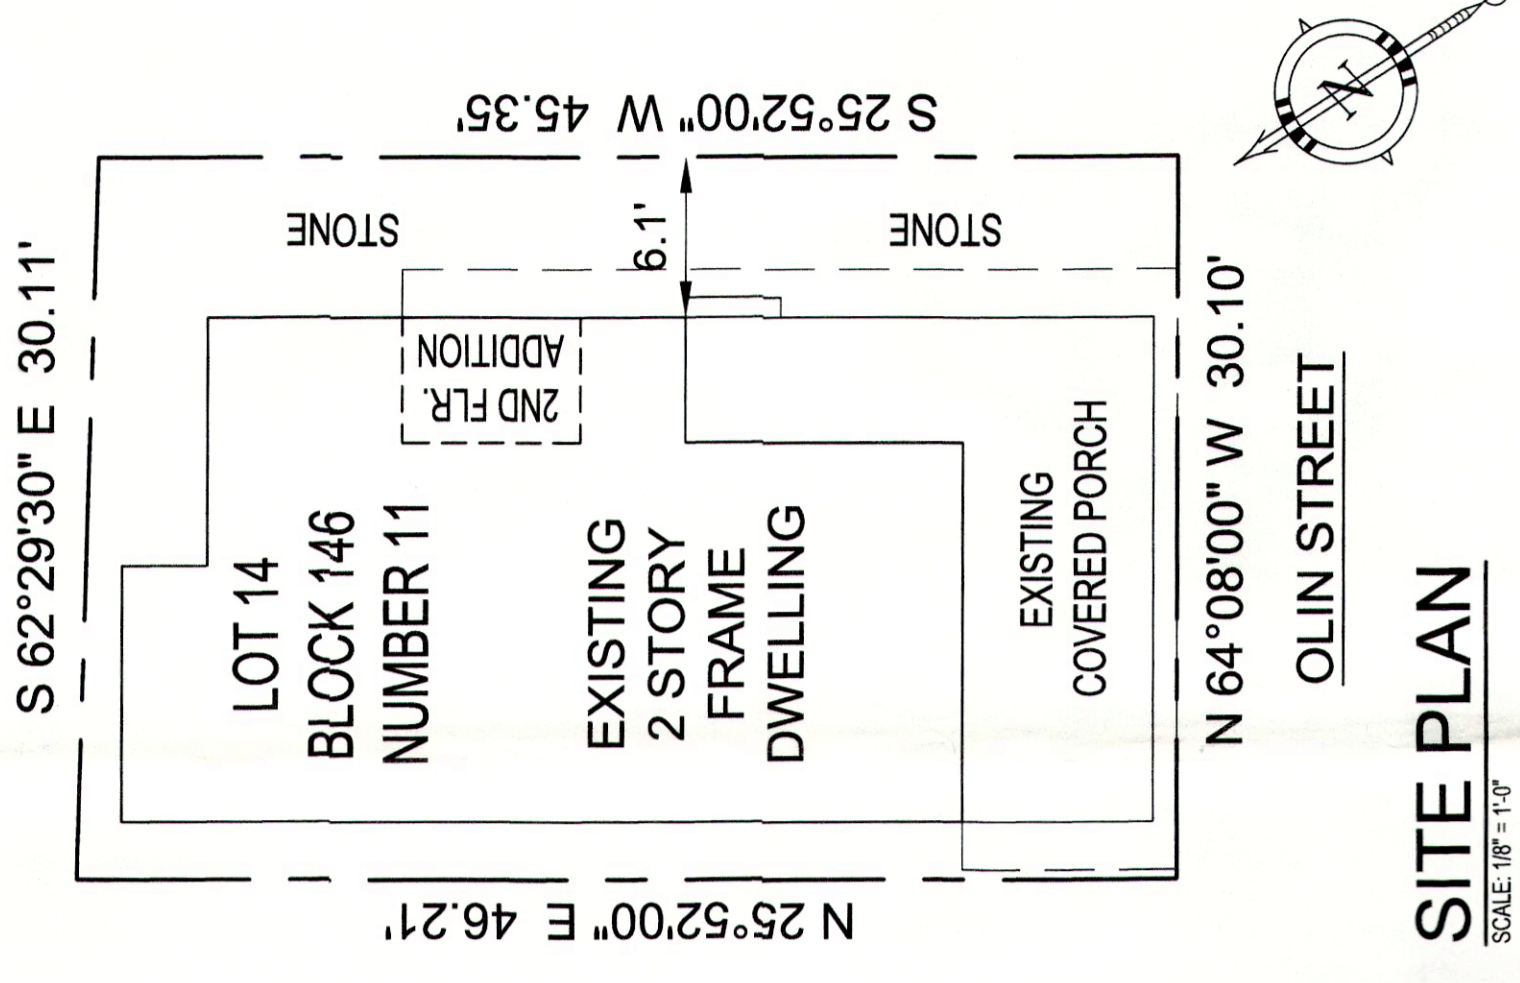 S 62°29'30" E 30.11'
N 25°52'00" E 46.21'
S 25°52'00" W 45.35'
STONE
STONE
6.1'
2ND FLR.
ADDITION
LOT 14
BLOCK 146
NUMBER 11
EXISTING
2 STORY
FRAME
DWELLING
EXISTING
COVERED PORCH
N 64°08'00" W 30.10'
OLIN STREET
N
SITE PLAN
SCALE: 1/8" = 1'-0"